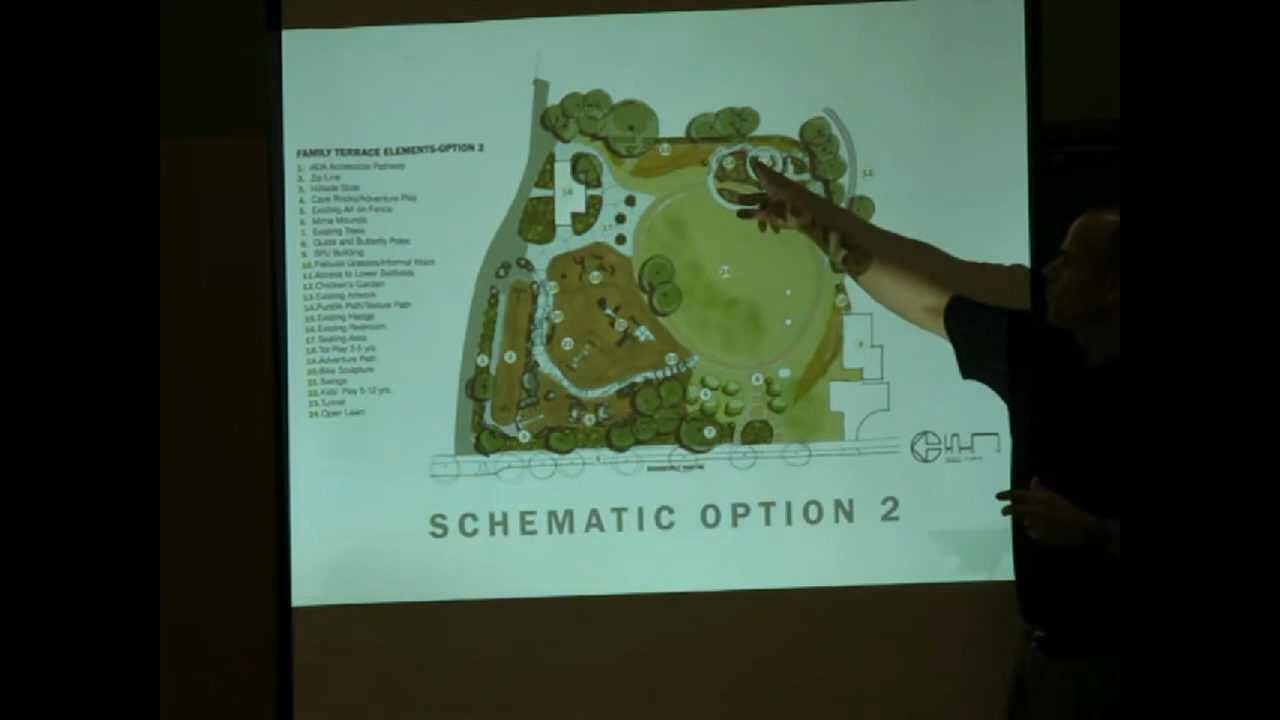 FAMILY TERRACE ELEMENTS-OPTION 2
1. ADA Accessible Pathway
2. Zip Line
3. Hillside Slide
4. Cave Rocks/Adventure Play
5. Existing Art on Fence
6. Mima Mounds
7. Existing Trees
8. Quote and Butterfly Poles
9. SPU Building
10. Palouse Grasses/Informal Maze
11. Access to Lower Ballfields
12. Children's Garden
13. Existing Artwork
14. Puddle Path/Texture Path
15. Existing Hedge
16. Existing Restroom
17. Seating Area
18. Tot Play 2-5 yrs.
19. Adventure Path
20. Bike Sculpture
21. Swings
22. Kids' Play 5-12 yrs.
23. Tunnel
24. Open Lawn
SCHEMATIC OPTION 2